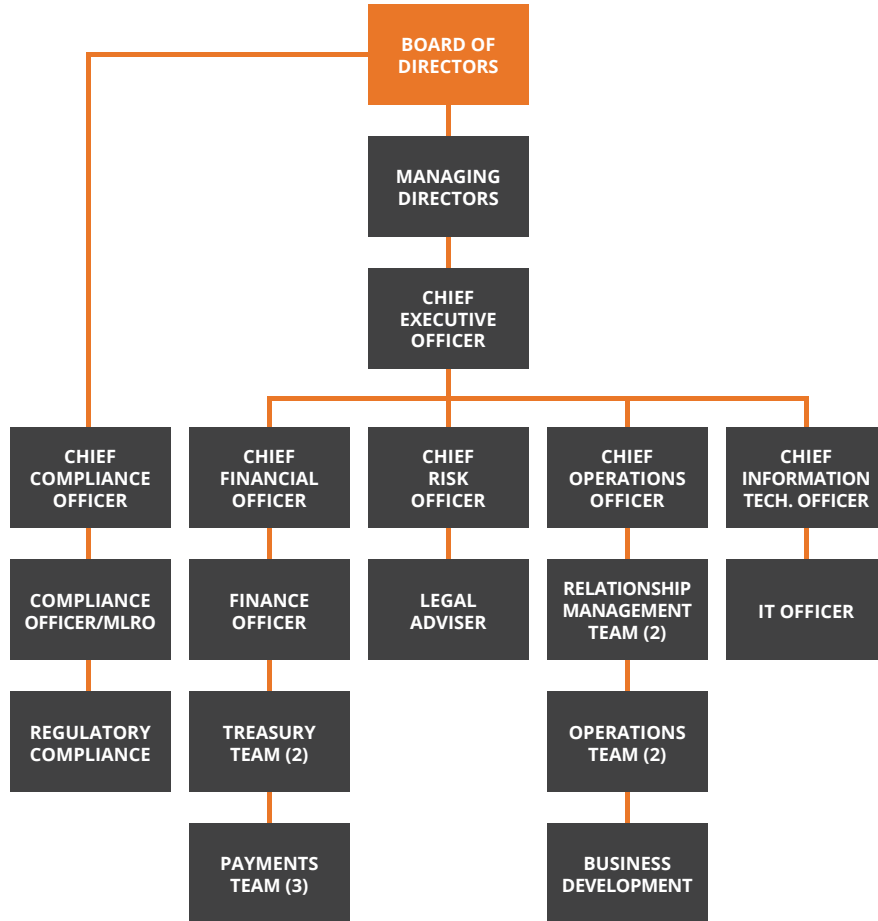 BOARD OF
DIRECTORS
MANAGING
DIRECTORS
CHIEF
EXECUTIVE
OFFICER
CHIEF
COMPLIANCE
OFFICER
CHIEF
FINANCIAL
OFFICER
CHIEF
RISK
OFFICER
CHIEF
OPERATIONS
OFFICER
CHIEF
INFORMATION
TECH. OFFICER
COMPLIANCE
OFFICER/MLRO
FINANCE
OFFICER
LEGAL
ADVISER
RELATIONSHIP
MANAGEMENT
TEAM (2)
IT OFFICER
REGULATORY
COMPLIANCE
TREASURY
TEAM (2)
OPERATIONS
TEAM (2)
PAYMENTS
TEAM (3)
BUSINESS
DEVELOPMENT